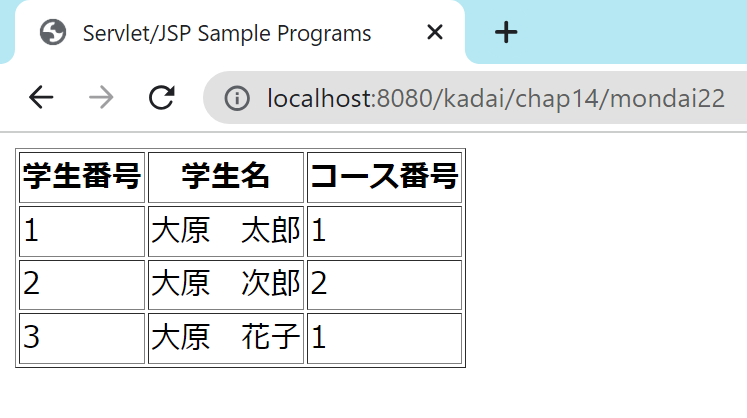 Servlet/JSP Sample Programs
localhost:8080/kadai/chap14/mondai22
学生番号 学生名 コース番号
1 大原　太郎 1
2 大原　次郎 2
3 大原　花子 1